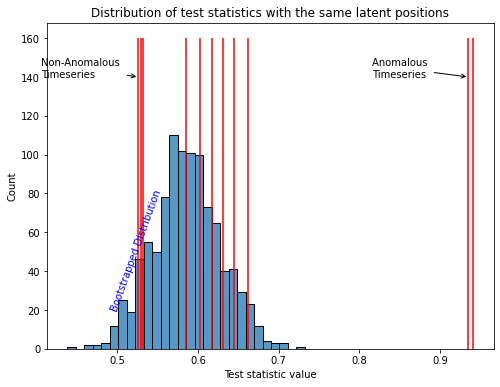 Distribution of test statistics with the same latent positions
160
140
120
100
80
60
40
20
0
Count
Non-Anomalous
Timeseries
Anomalous
Timeseries
Bootstrapped Distribution
0.5 0.6 0.7 0.8 0.9
Test statistic value